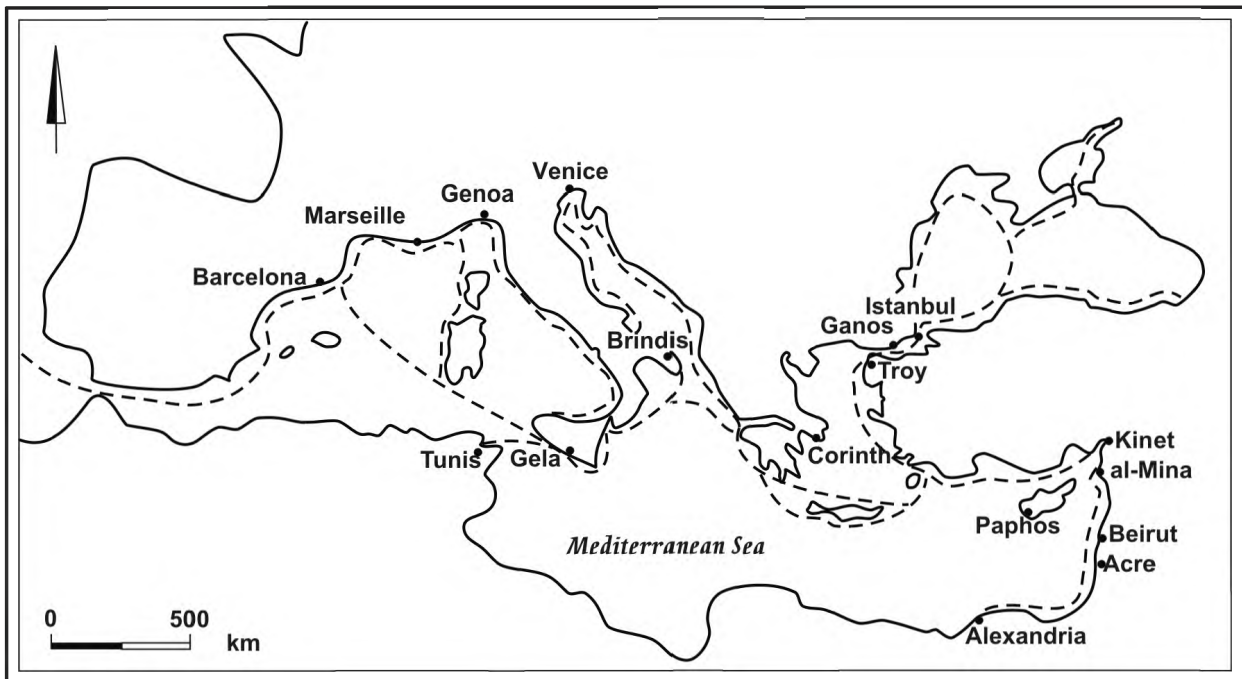 Venice
Genoa
Marseille
Barcelona
Istanbul
Ganos
Brindis
Troy
Kinet
Tunis
Gela
Corinth
al-Mina
Paphos
Beirut
Mediterranean Sea
Acre
0 500
km
Alexandria